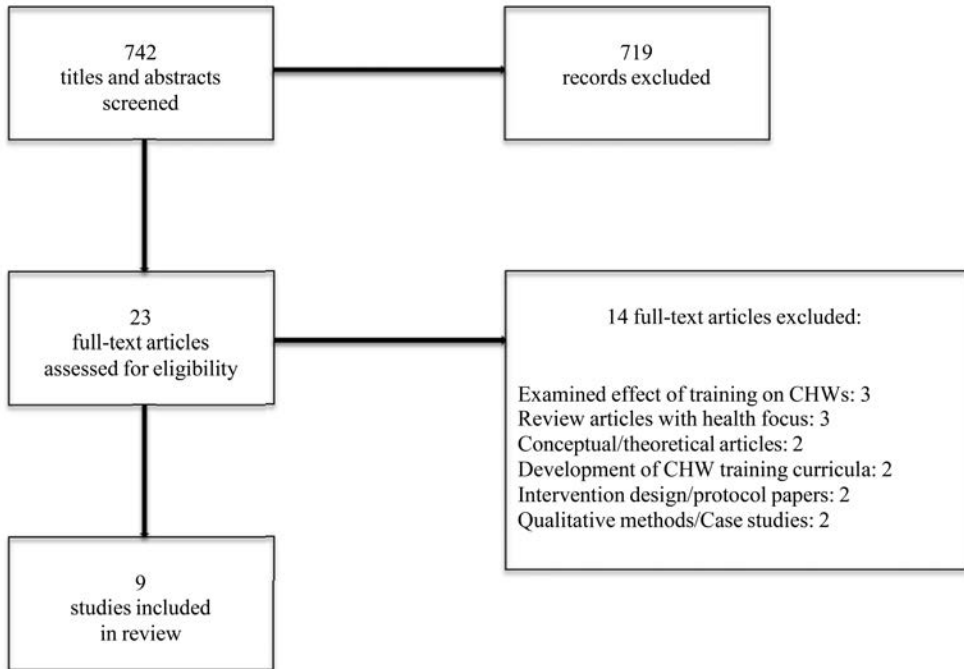 742
titles and abstracts
screened
719
records excluded
23
full-text articles
assessed for eligibility
14 full-text articles excluded:
Examined effect of training on CHWs: 3
Review articles with health focus: 3
Conceptual/theoretical articles: 2
Development of CHW training curricula: 2
Intervention design/protocol papers: 2
Qualitative methods/Case studies: 2
9
studies included
in review